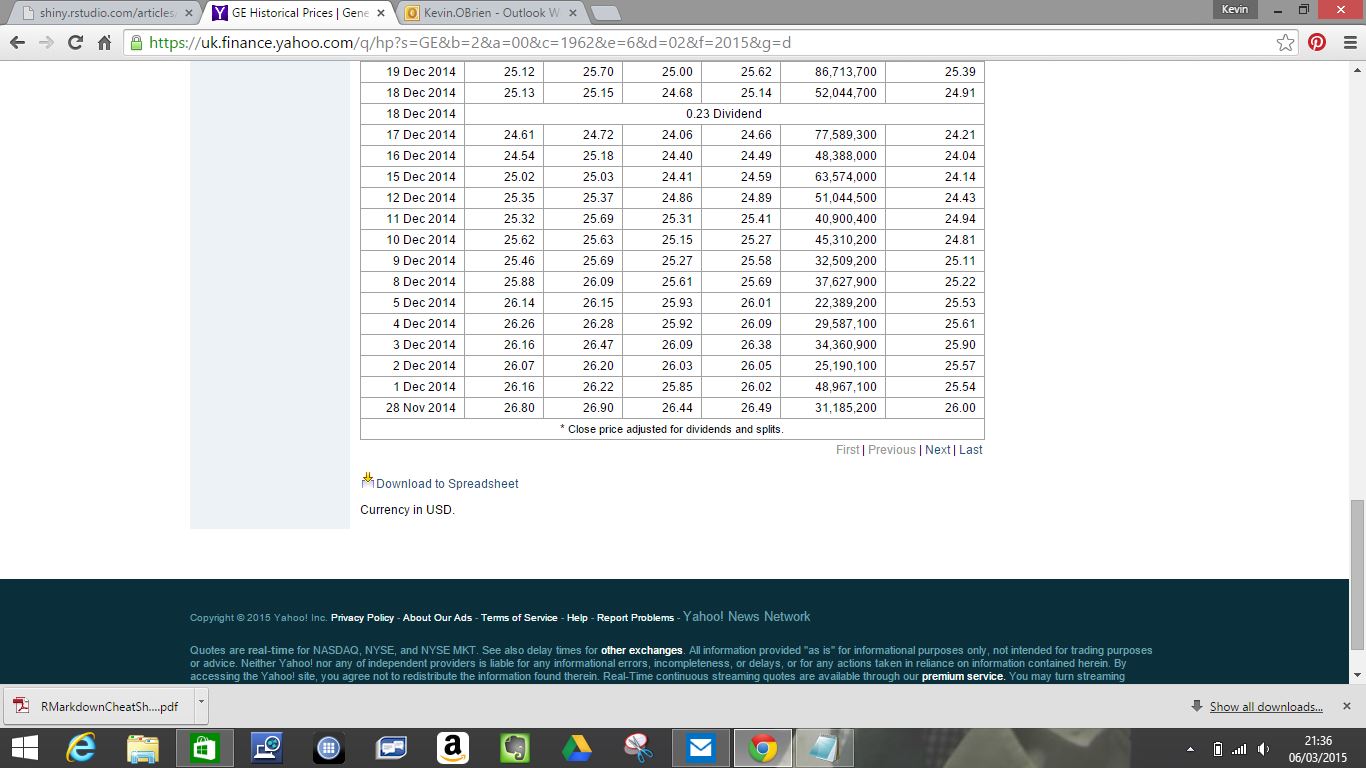 shiny.rstudio.com/articles/
GE Historical Prices | Gene
Kevin.OBrien - Outlook W
Kevin
https://uk.finance.yahoo.com/q/hp?s=GE&b=2&a=00&c=1962&e=6&d=02&f=2015&g=d
19 Dec 2014 25.12 25.70 25.00 25.62 86,713,700 25.39
18 Dec 2014 25.13 25.15 24.68 25.14 52,044,700 24.91
18 Dec 2014 0.23 Dividend
17 Dec 2014 24.61 24.72 24.06 24.66 77,589,300 24.21
16 Dec 2014 24.54 25.18 24.40 24.49 48,388,000 24.04
15 Dec 2014 25.02 25.03 24.41 24.59 63,574,000 24.14
12 Dec 2014 25.35 25.37 24.86 24.89 51,044,500 24.43
11 Dec 2014 25.32 25.69 25.31 25.41 40,900,400 24.94
10 Dec 2014 25.62 25.63 25.15 25.27 45,310,200 24.81
9 Dec 2014 25.46 25.69 25.27 25.58 32,509,200 25.11
8 Dec 2014 25.88 26.09 25.61 25.69 37,627,900 25.22
5 Dec 2014 26.14 26.15 25.93 26.01 22,389,200 25.53
4 Dec 2014 26.26 26.28 25.92 26.09 29,587,100 25.61
3 Dec 2014 26.16 26.47 26.09 26.38 34,360,900 25.90
2 Dec 2014 26.07 26.20 26.03 26.05 25,190,100 25.57
1 Dec 2014 26.16 26.22 25.85 26.02 48,967,100 25.54
28 Nov 2014 26.80 26.90 26.44 26.49 31,185,200 26.00
* Close price adjusted for dividends and splits.
First | Previous | Next | Last
Download to Spreadsheet
Currency in USD.
Copyright © 2015 Yahoo! Inc. Privacy Policy - About Our Ads - Terms of Service - Help - Report Problems - Yahoo! News Network
Quotes are real-time for NASDAQ, NYSE, and NYSE MKT. See also delay times for other exchanges. All information provided "as is" for informational purposes only, not intended for trading purposes
or advice. Neither Yahoo! nor any of independent providers is liable for any informational errors, incompleteness, or delays, or for any actions taken in reliance on information contained herein. By
accessing the Yahoo! site, you agree not to redistribute the information found therein. Real-Time continuous streaming quotes are available through our premium service. You may turn streaming
RMarkdownCheatSh....pdf
Show all downloads...
21:36
06/03/2015